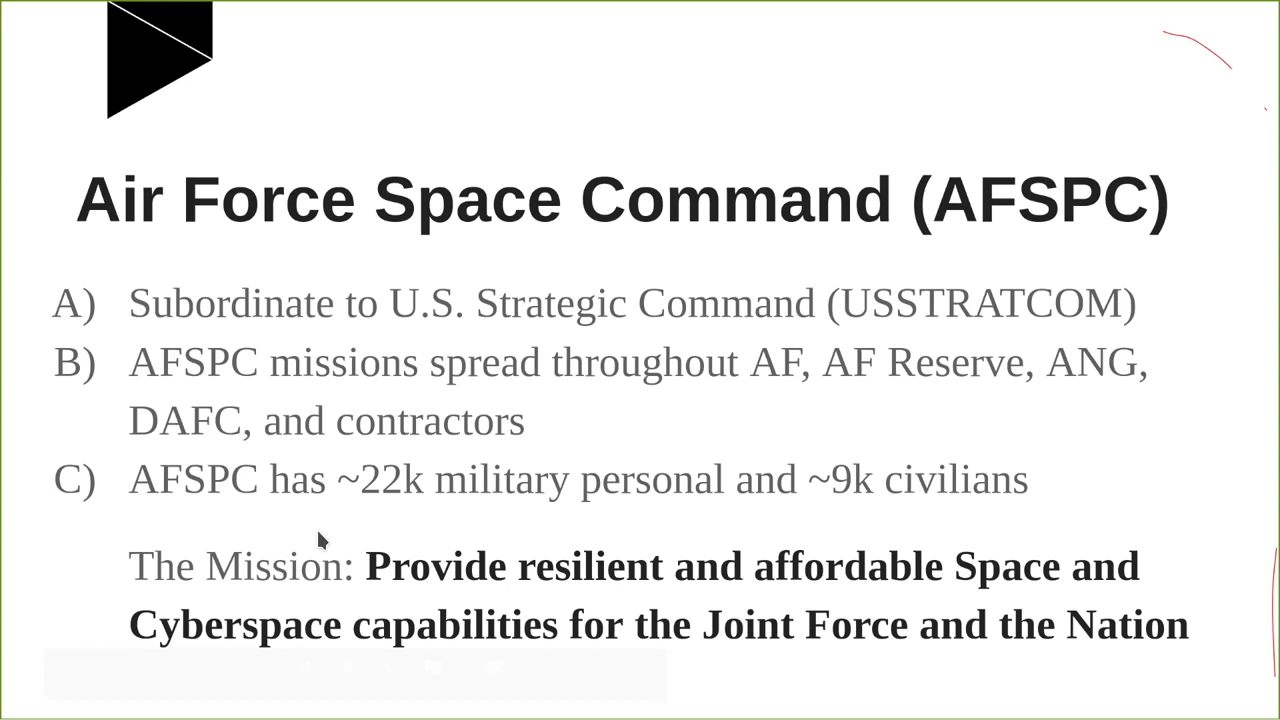 Air Force Space Command (AFSPC)
A) Subordinate to U.S. Strategic Command (USSTRATCOM)
B) AFSPC missions spread throughout AF, AF Reserve, ANG,
DAFC, and contractors
C) AFSPC has ~22k military personal and ~9k civilians
The Mission: Provide resilient and affordable Space and
Cyberspace capabilities for the Joint Force and the Nation